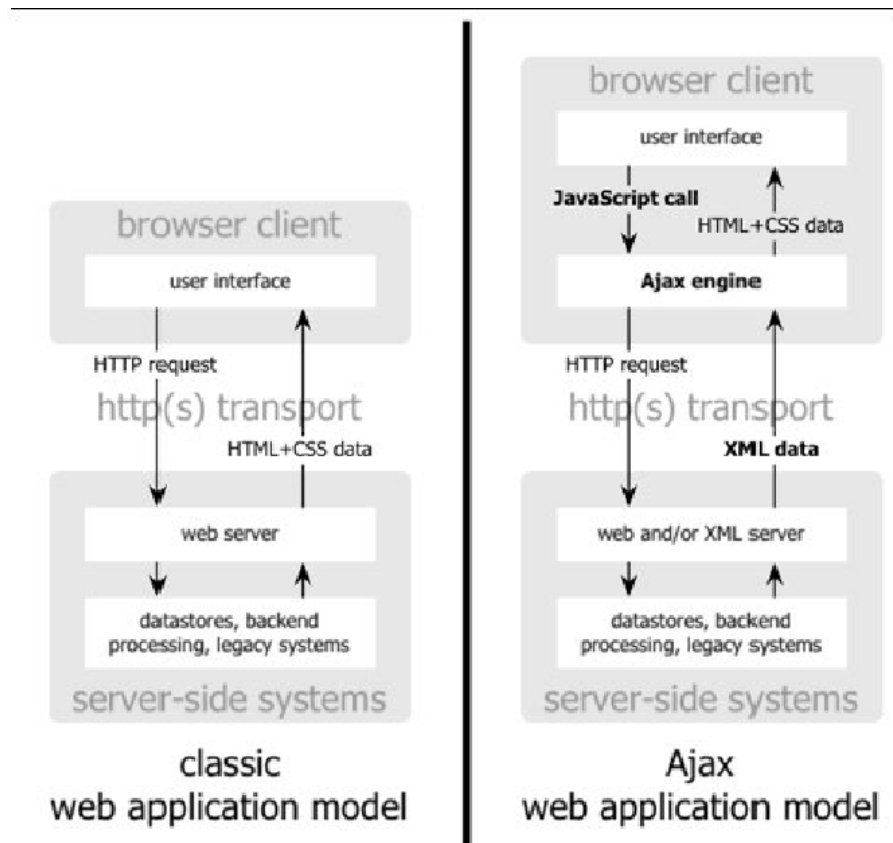 browser client
user interface
HTTP request
http(s) transport
HTML+CSS data
web server
datastores, backend
processing, legacy systems
server-side systems
classic
web application model
browser client
user interface
JavaScript call
HTML+CSS data
Ajax engine
HTTP request
http(s) transport
XML data
web and/or XML server
datastores, backend
processing, legacy systems
server-side systems
Ajax
web application model